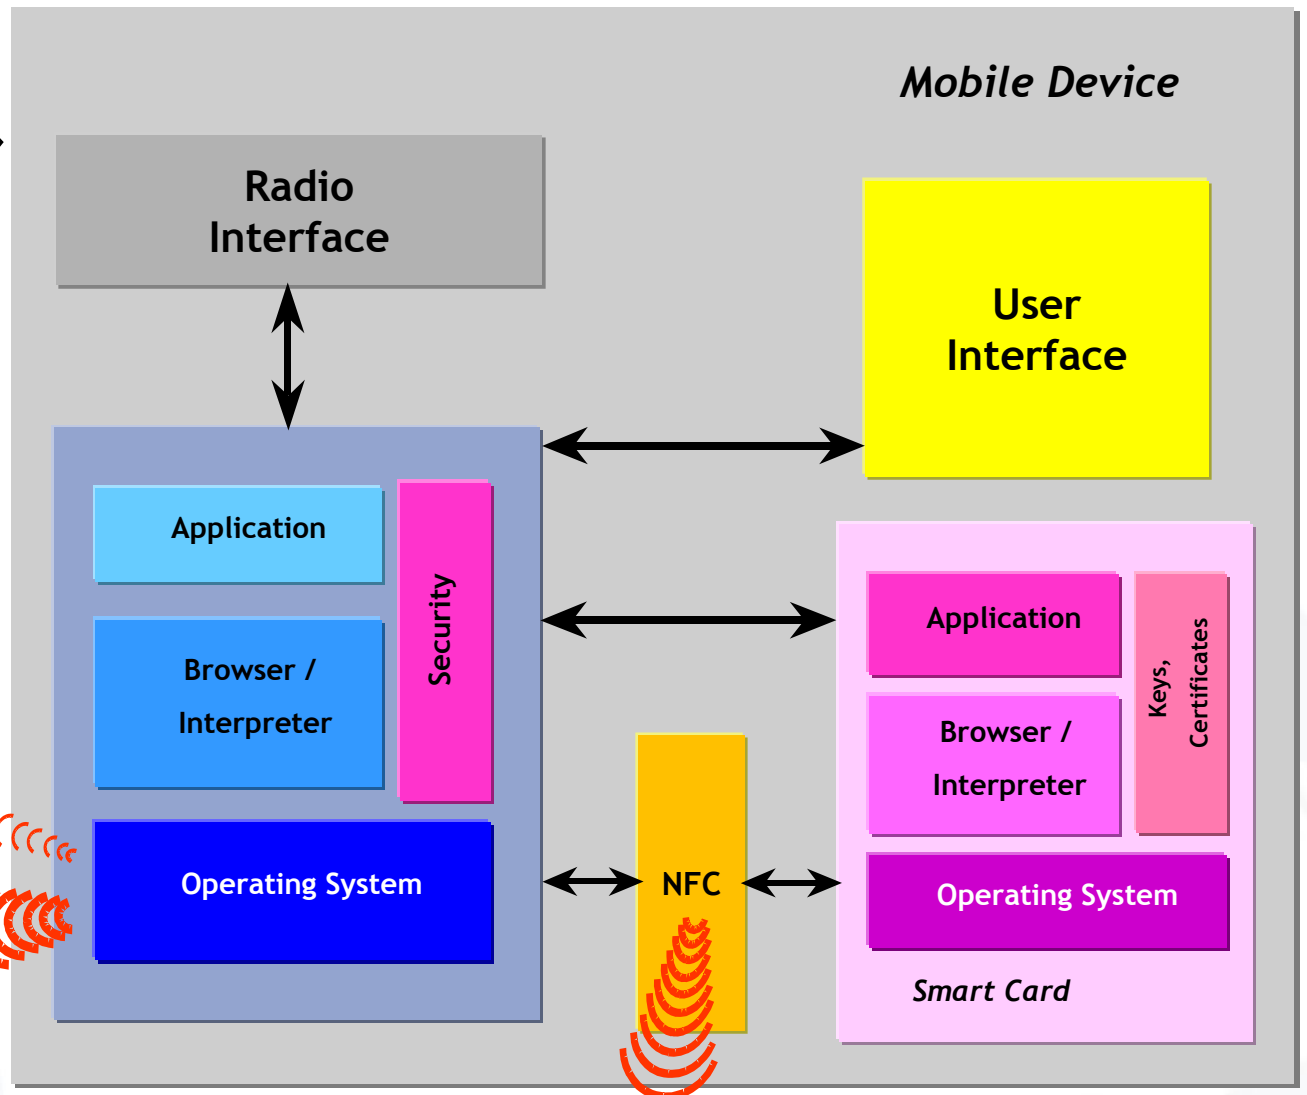 Mobile Device
Radio
Interface
User
Interface
Application
Security
Browser /
Interpreter
Operating System
NFC
Application
Keys,
Certificates
Browser /
Interpreter
Operating System
Smart Card